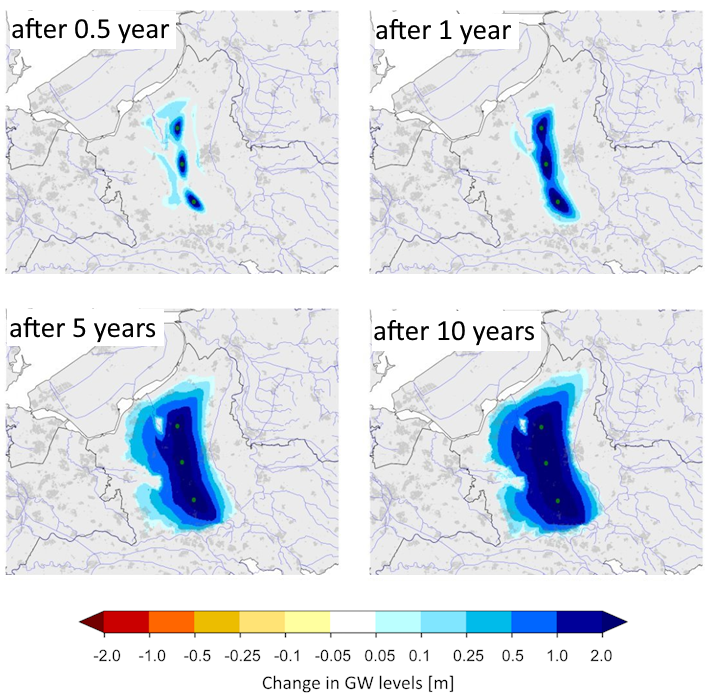 after 0.5 year
after 1 year
after 5 years
after 10 years
-2.0 -1.0 -0.5 -0.25 -0.1 -0.05 0.05 0.1 0.25 0.5 1.0 2.0
Change in GW levels [m]